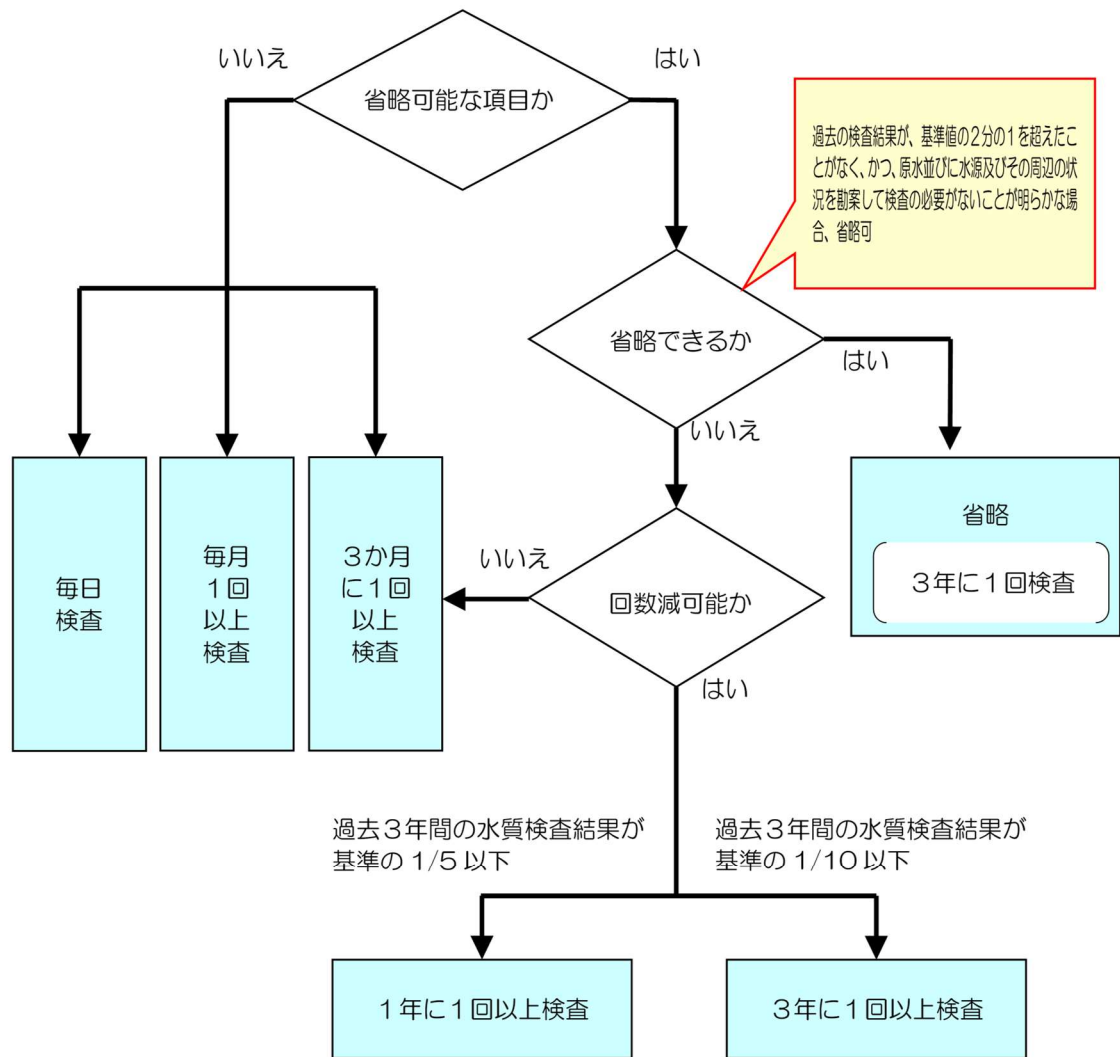 いいえ
はい
省略可能な項目か
過去の検査結果が、基準値の２分の１を超えたこ
とがなく、かつ、原水並びに水源及びその周辺の状
況を勘案して検査の必要がないことが明らかな場
合、省略可
省略できるか
はい
いいえ
毎日
検査
毎月
１回
以上
検査
３か月
に１回
以上
検査
いいえ
回数減可能か
はい
省略
３年に１回検査
過去３年間の水質検査結果が
基準の 1/5 以下
過去３年間の水質検査結果が
基準の 1/10 以下
１年に１回以上検査
３年に１回以上検査